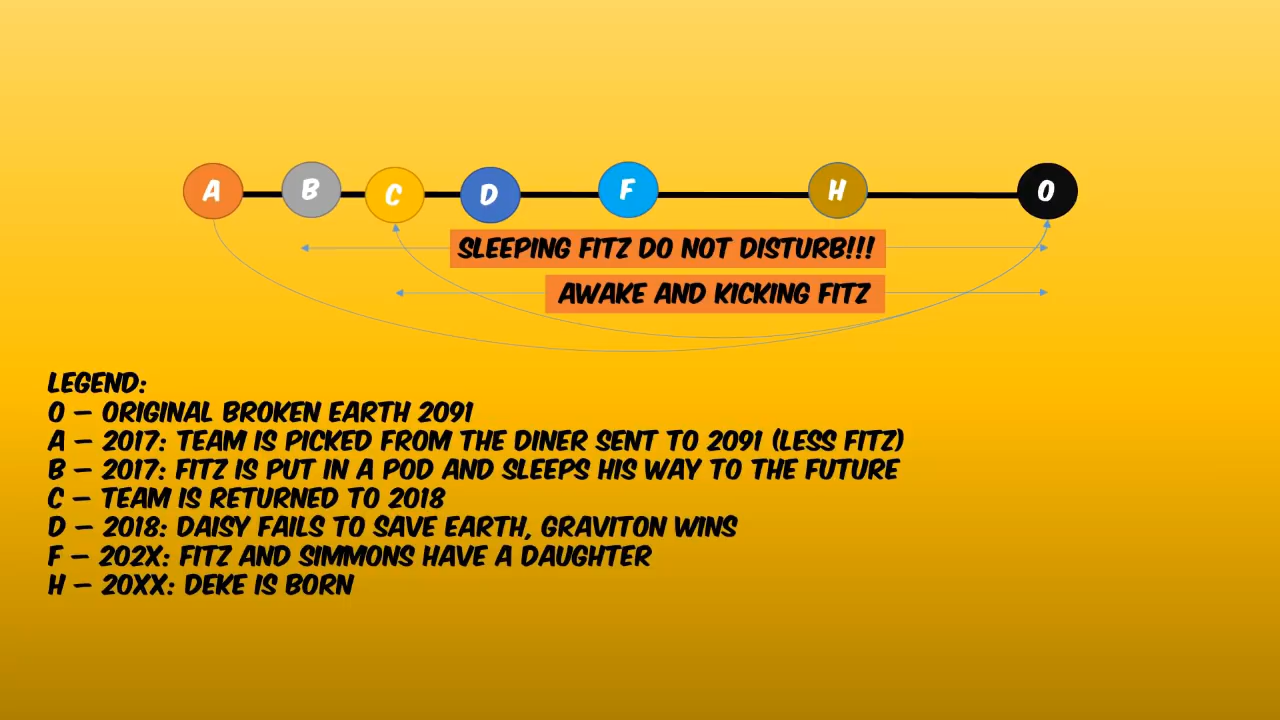 A B C D F H O
SLEEPING FITZ DO NOT DISTURB!!!
AWAKE AND KICKING FITZ
LEGEND:
O – ORIGINAL BROKEN EARTH 2091
A – 2017: TEAM IS PICKED FROM THE DINER SENT TO 2091 (LESS FITZ)
B – 2017: FITZ IS PUT IN A POD AND SLEEPS HIS WAY TO THE FUTURE
C – TEAM IS RETURNED TO 2018
D – 2018: DAISY FAILS TO SAVE EARTH, GRAVITON WINS
F – 202X: FITZ AND SIMMONS HAVE A DAUGHTER
H – 20XX: DEKE IS BORN